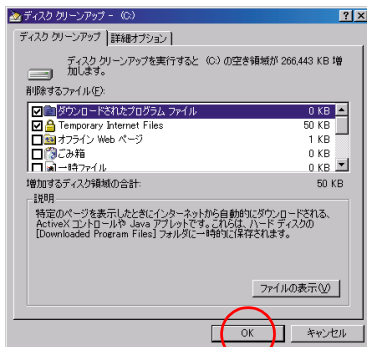 ディスク クリーンアップ - (C:)
ディスク クリーンアップ
詳細オプション
ディスク クリーンアップを実行すると (C:) の空き領域が 266,443 KB 増
加します。
削除するファイル(E):
ダウンロードされたプログラム ファイル 0 KB
Temporary Internet Files 50 KB
オフライン Web ページ 1 KB
ごみ箱 0 KB
一時ファイル 0 KB
増加するディスク領域の合計: 50 KB
説明
特定のページを表示したときにインターネットから自動的にダウンロードされる、
ActiveX コントロールや Java アプレットです。これらは、ハード ディスクの
[Downloaded Program Files] フォルダに一時的に保存されます。
ファイルの表示(V)
OK
キャンセル